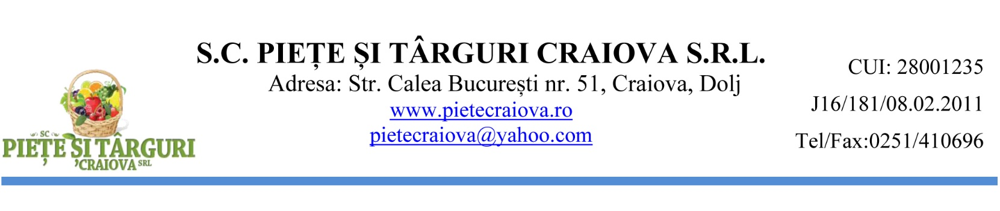 S.C. PIEȚE ȘI TÂRGURI CRAIOVA S.R.L.
Adresa: Str. Calea București nr. 51, Craiova, Dolj
www.pietecraiova.ro
pietecraiova@yahoo.com
CUI: 28001235
J16/181/08.02.2011
Tel/Fax:0251/410696
SC
PIEȚE ȘI TÂRGURI
CRAIOVA SRL